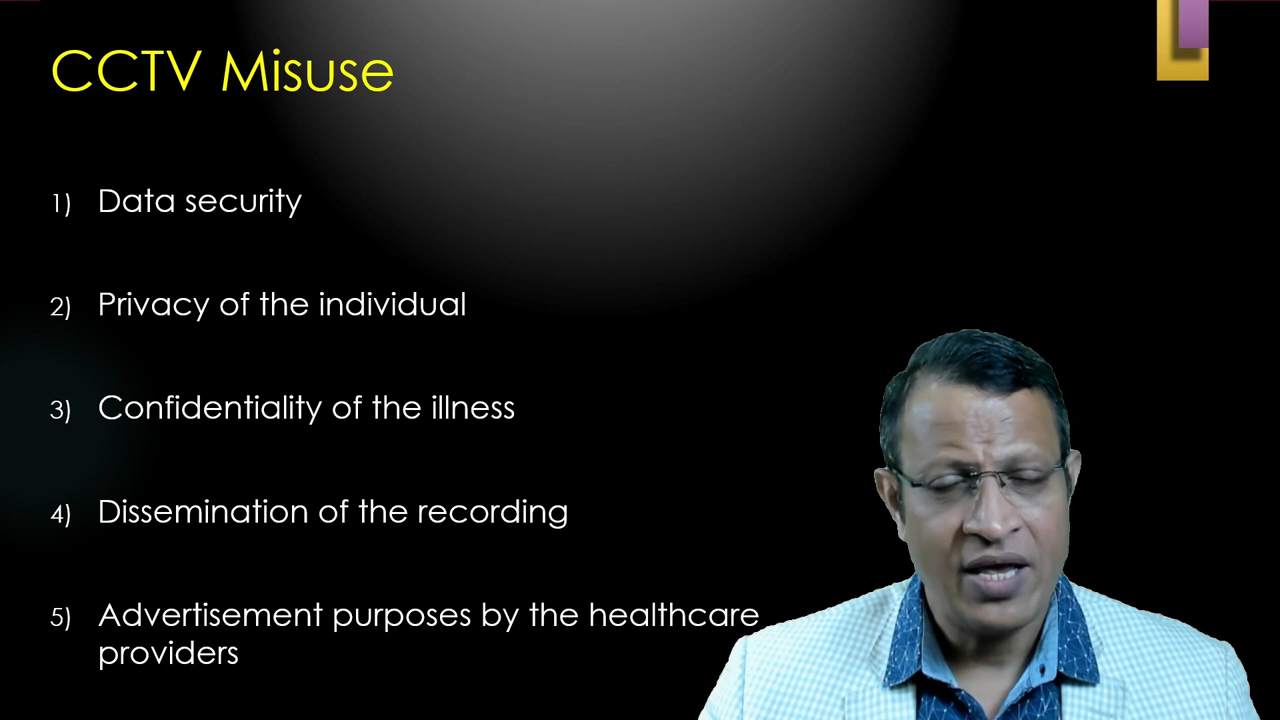 CCTV Misuse
1) Data security
2) Privacy of the individual
3) Confidentiality of the illness
4) Dissemination of the recording
5) Advertisement purposes by the healthcare
providers